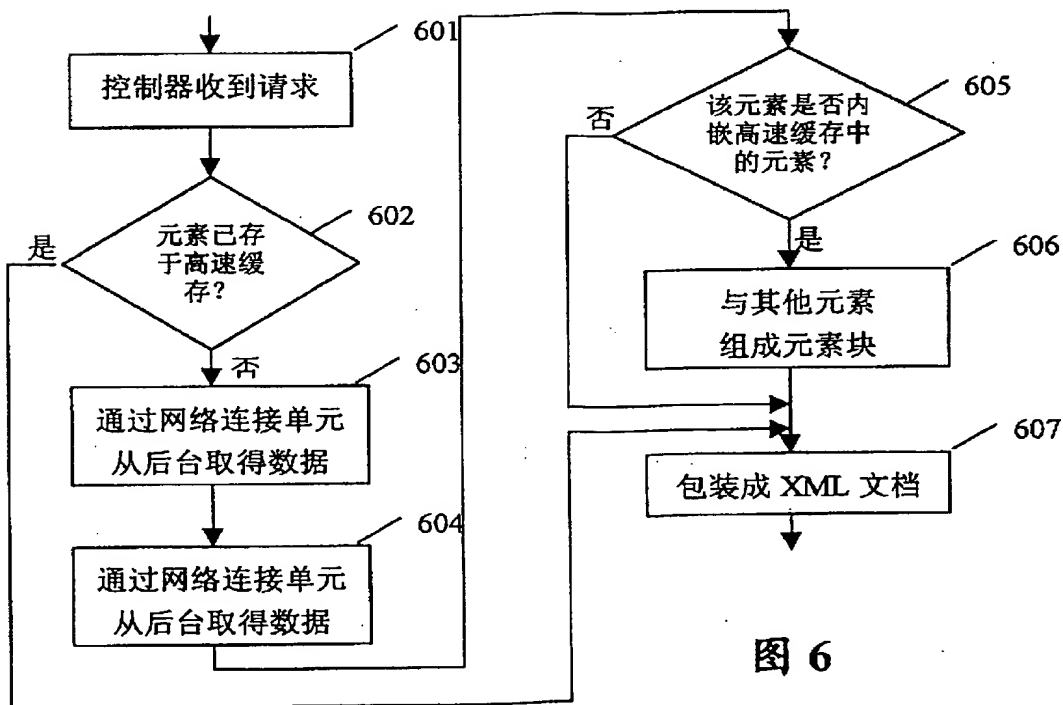 601
控制器收到请求
602
元素已存
于高速缓
存?
是
否
603
通过网络连接单元
从后台取得数据
604
通过网络连接单元
从后台取得数据
605
该元素是否内
嵌高速缓存中
的元素?
否
是
606
与其他元素
组成元素块
607
包装成 XML 文档
图 6